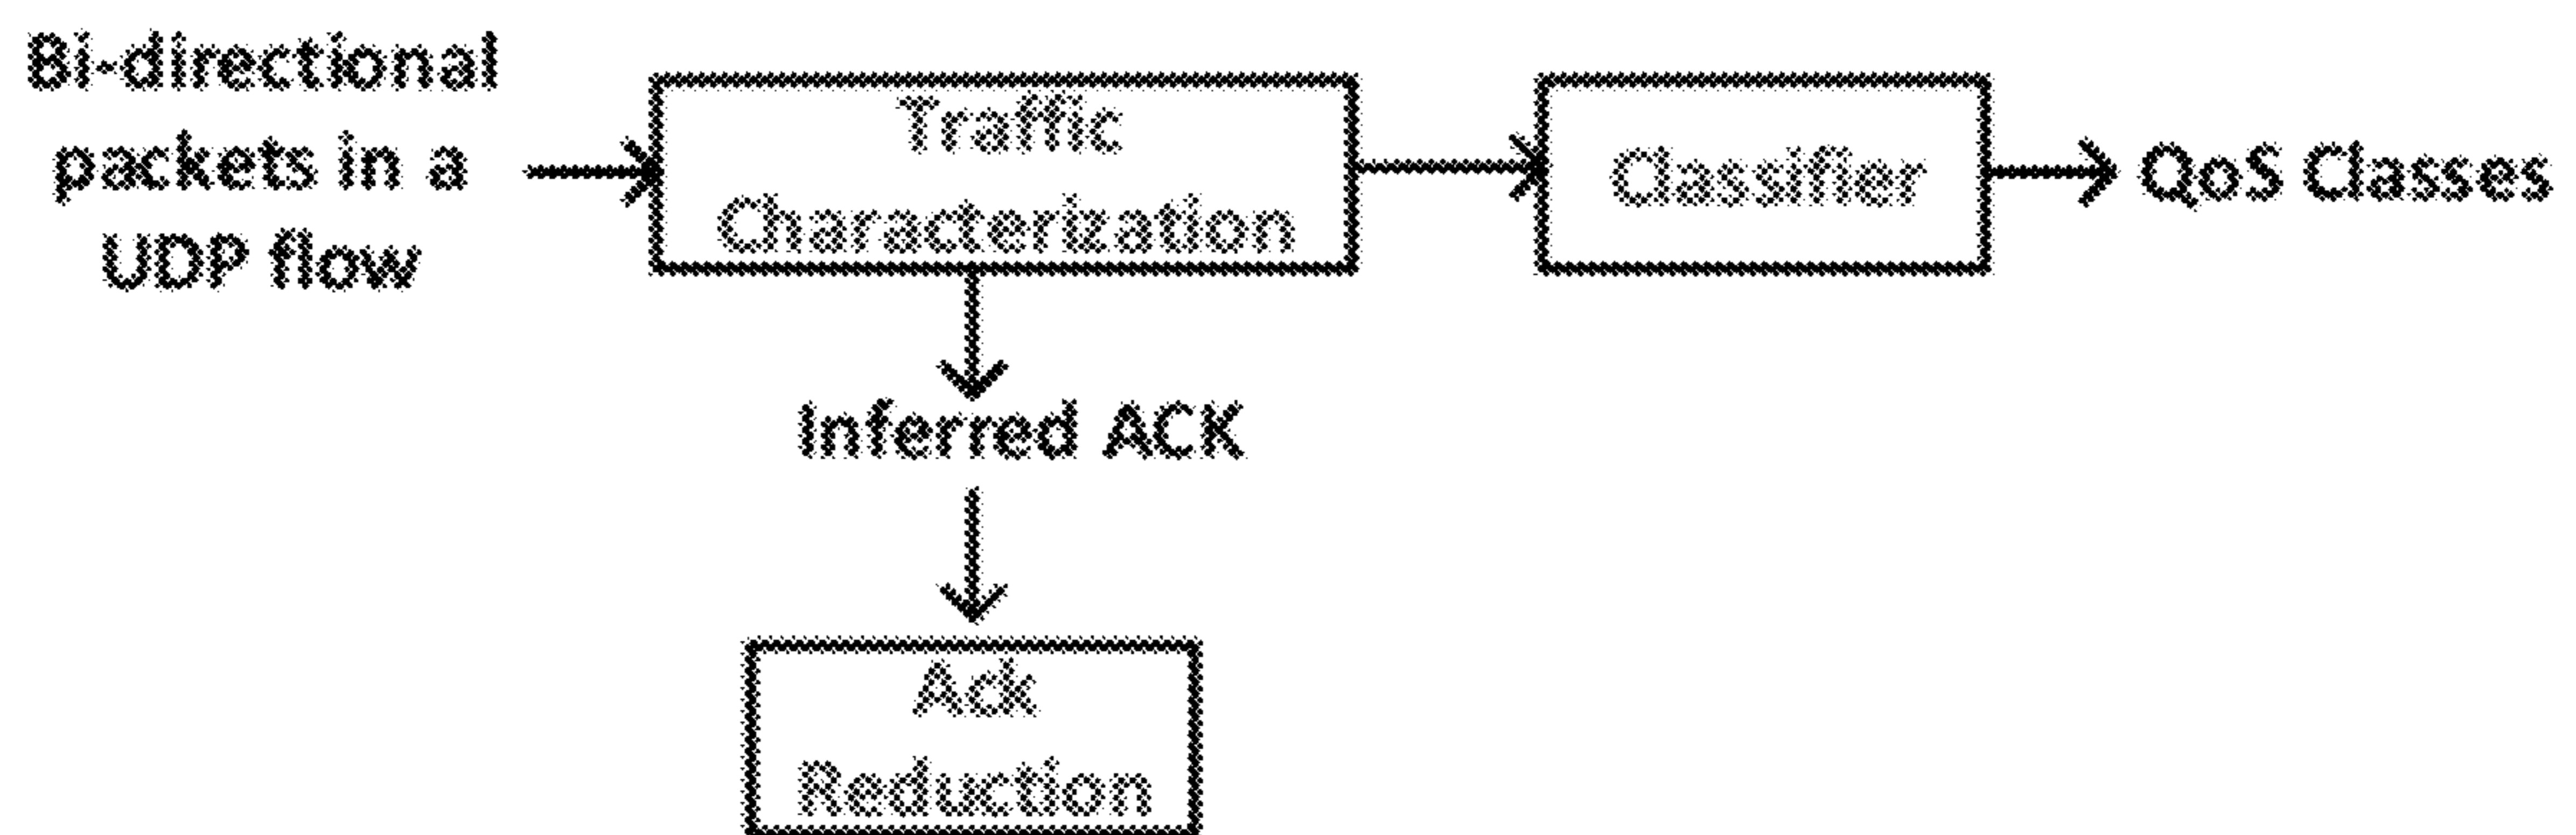 Bi-directional
packets in a
UDP flow
Traffic
Characterization
Classifier
QoS Classes
Inferred ACK
Ack
Reduction